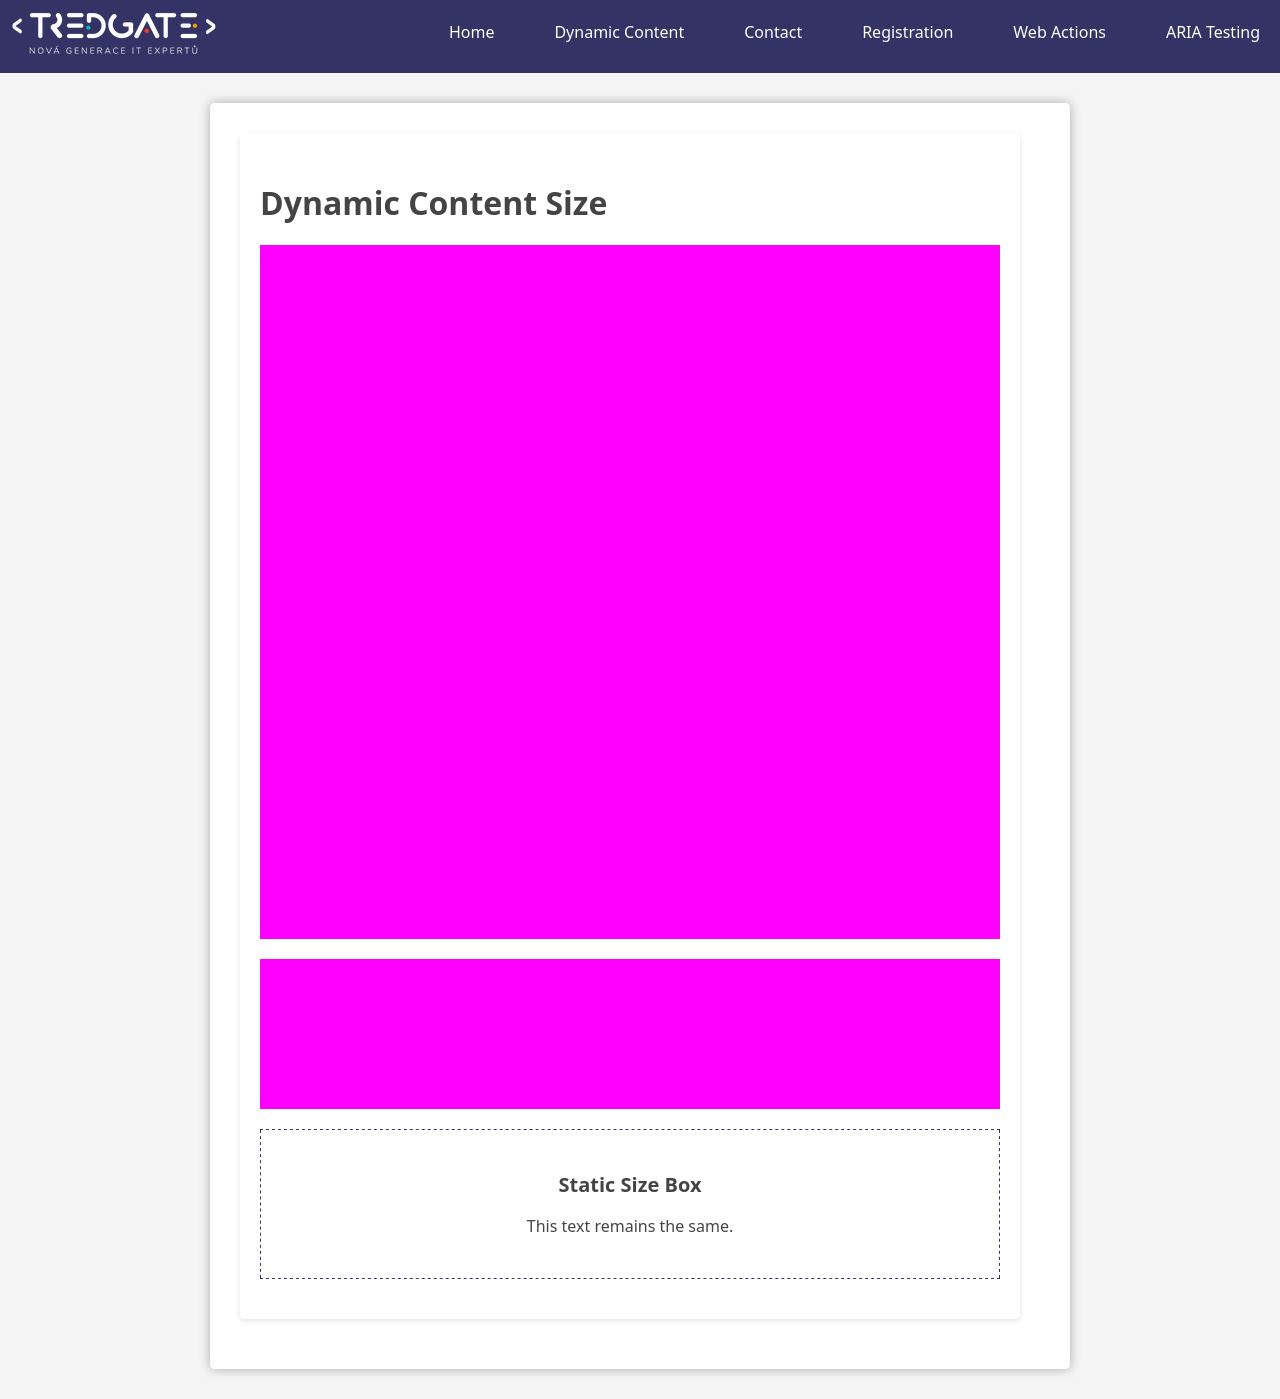 < TREDGATE >
NOVÁ GENERACE IT EXPERTŮ
Home
Dynamic Content
Contact
Registration
Web Actions
ARIA Testing
Dynamic Content Size
Static Size Box
This text remains the same.